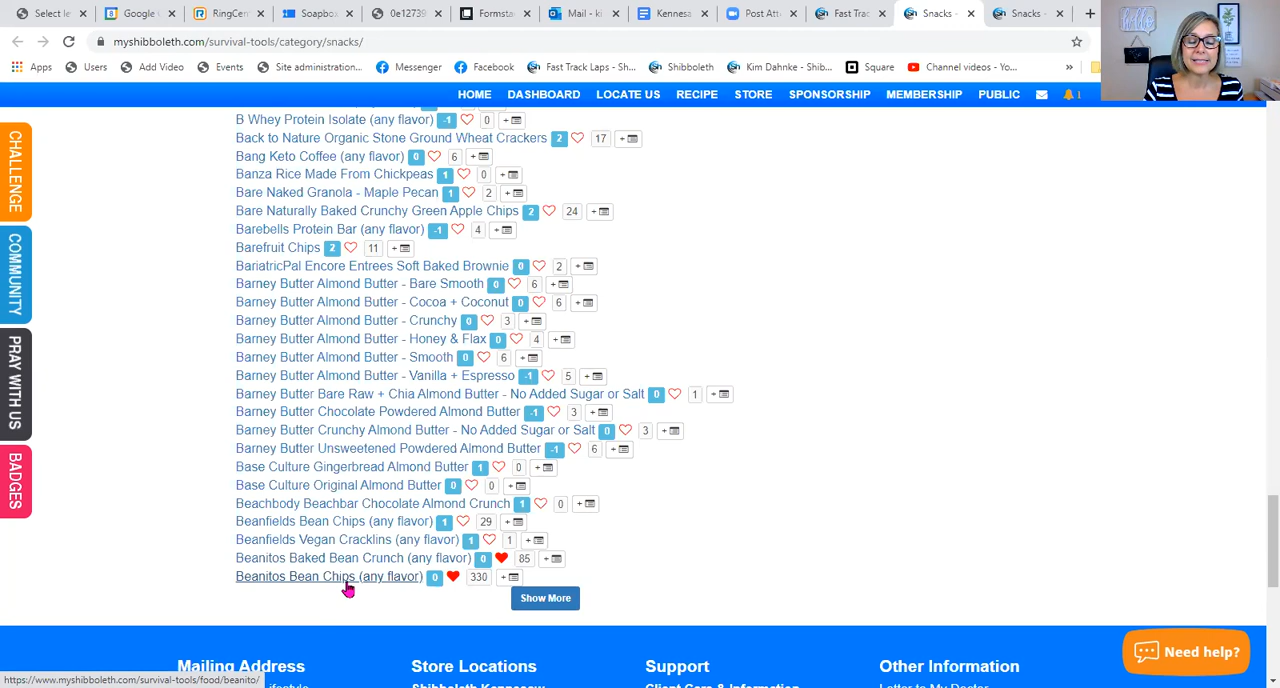 Select le
Google
RingCen
Soapbo
0e12739
Formsta
Mail - ki
Kennesa
Post Att
Fast Trac
Snacks -
Snacks -
myshibboleth.com/survival-tools/category/snacks/
Apps Users Add Video Events Site administration... Messenger Facebo Fast Track Laps - Sh... Shibboleth Kim Dahnke - Shib... Square Channel videos - Yo... »
hello
HOME DASHBOARD LOCATE US RECIPE STORE SPONSORSHIP MEMBERSHIP PUBLIC 1
CHALLENGE
COMMUNITY
PRAY WITH US
BADGES
B Whey Protein Isolate (any flavor) -1 0 +
Back to Nature Organic Stone Ground Wheat Crackers 2 17 +
Bang Keto Coffee (any flavor) 0 6 +
Banza Rice Made From Chickpeas 1 0 +
Bare Naked Granola - Maple Pecan 1 2 +
Bare Naturally Baked Crunchy Green Apple Chips 2 24 +
Barebells Protein Bar (any flavor) -1 4 +
Barefruit Chips 2 11 +
BariatricPal Encore Entrees Soft Baked Brownie 0 2 +
Barney Butter Almond Butter - Bare Smooth 0 6 +
Barney Butter Almond Butter - Cocoa + Coconut 0 6 +
Barney Butter Almond Butter - Crunchy 0 3 +
Barney Butter Almond Butter - Honey & Flax 0 4 +
Barney Butter Almond Butter - Smooth 0 6 +
Barney Butter Almond Butter - Vanilla + Espresso -1 5 +
Barney Butter Bare Raw + Chia Almond Butter - No Added Sugar or Salt 0 1 +
Barney Butter Chocolate Powdered Almond Butter -1 3 +
Barney Butter Crunchy Almond Butter - No Added Sugar or Salt 0 3 +
Barney Butter Unsweetened Powdered Almond Butter -1 6 +
Base Culture Gingerbread Almond Butter 1 0 +
Base Culture Original Almond Butter 0 0 +
Beachbody Beachbar Chocolate Almond Crunch 1 0 +
Beanfields Bean Chips (any flavor) 1 29 +
Beanfields Vegan Cracklins (any flavor) 1 1 +
Beanitos Baked Bean Crunch (any flavor) 0 85 +
Beanitos Bean Chips (any flavor) 0 330 +
Show More
Need help?
Mailing Address Store Locations Support Other Information
https://www.myshibboleth.com/survival-tools/food/beanito/
ifestyle Shibboleth Kennesaw Client Care & Information Letter to My Doctor